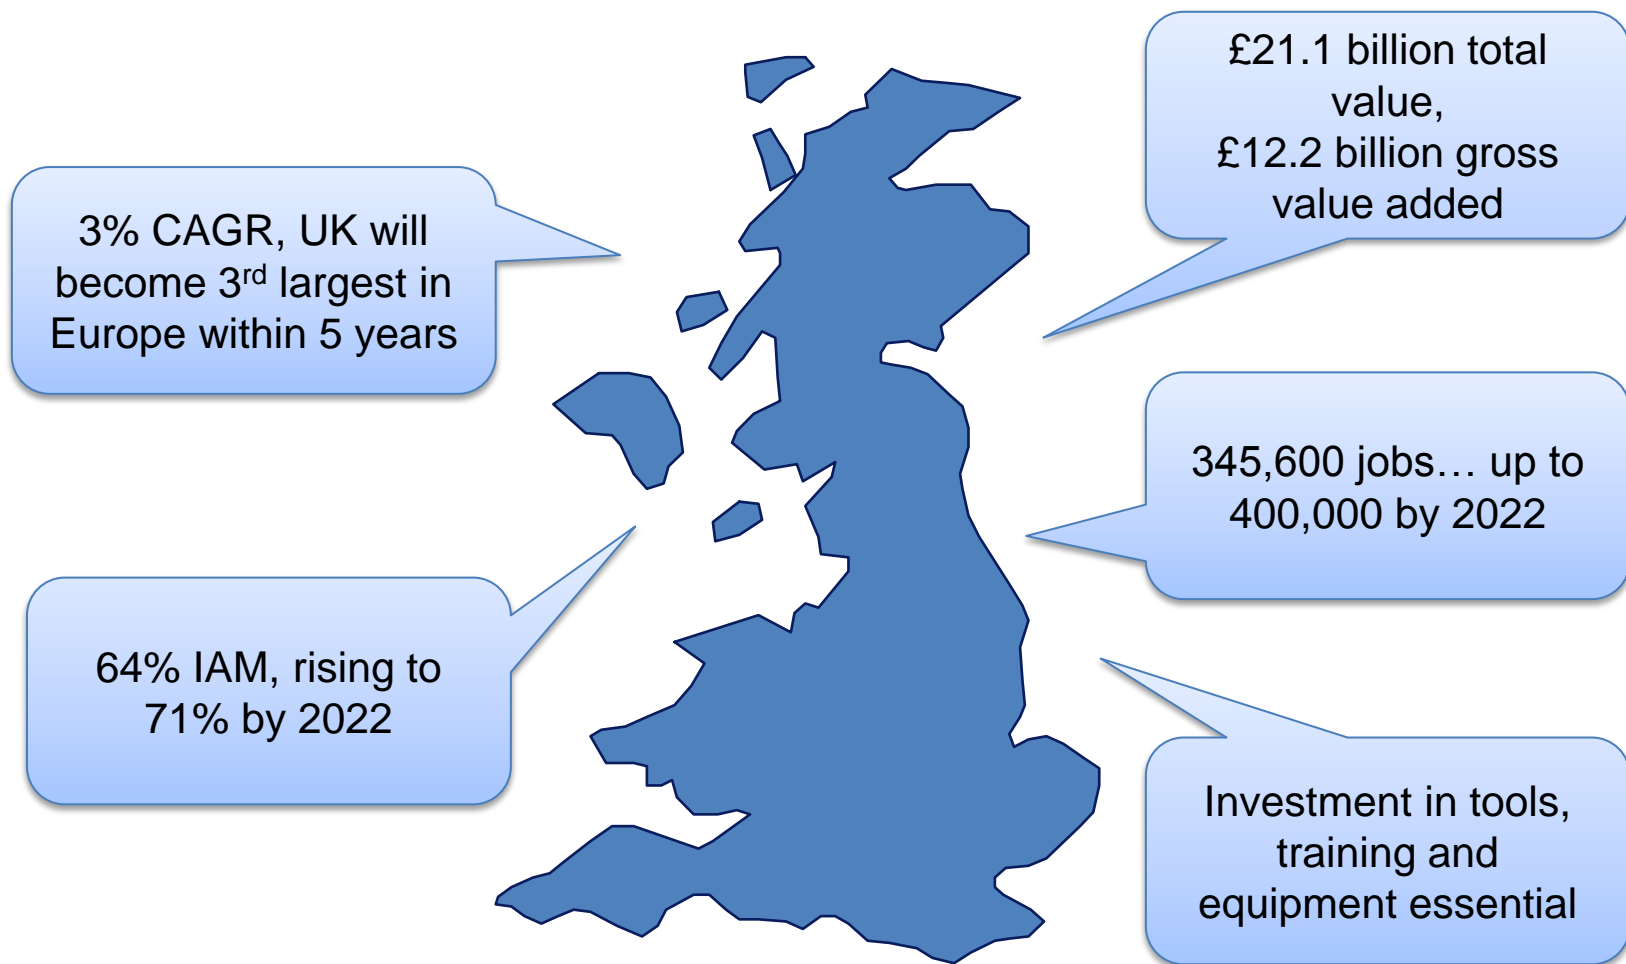 £21.1 billion total
value,
£12.2 billion gross
value added
3% CAGR, UK will
become 3rd largest in
Europe within 5 years
345,600 jobs… up to
400,000 by 2022
64% IAM, rising to
71% by 2022
Investment in tools,
training and
equipment essential